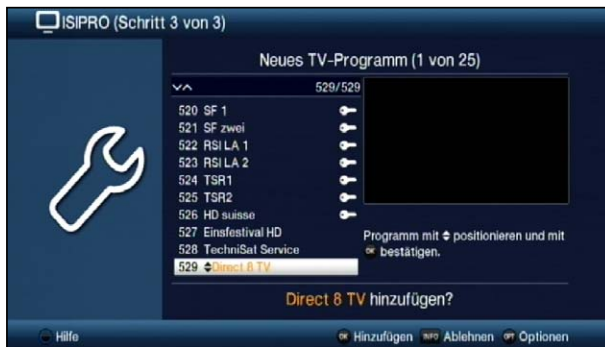 ISIPRO (Schritt 3 von 3)
Neues TV-Programm (1 von 25)
529/529
520 SF 1
521 SF zwei
522 RSI LA 1
523 RSI LA 2
524 TSR1
525 TSR2
526 HD suisse
527 Einsfestival HD
528 TechniSat Service
529 Direct 8 TV
Programm mit positionieren und mit
OK bestätigen.
Direct 8 TV hinzufügen?
Hilfe
OK Hinzufügen INFO Ablehnen OPT Optionen